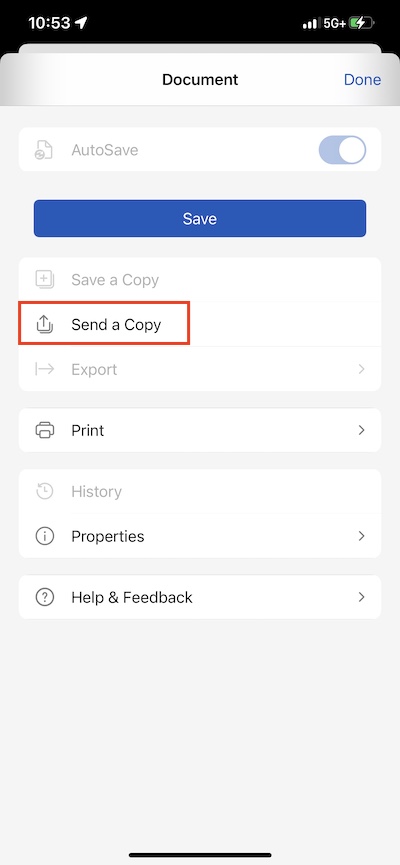 10:53 5G+
Document Done
AutoSave
Save
Save a Copy
Send a Copy
Export
Print
History
Properties
Help & Feedback